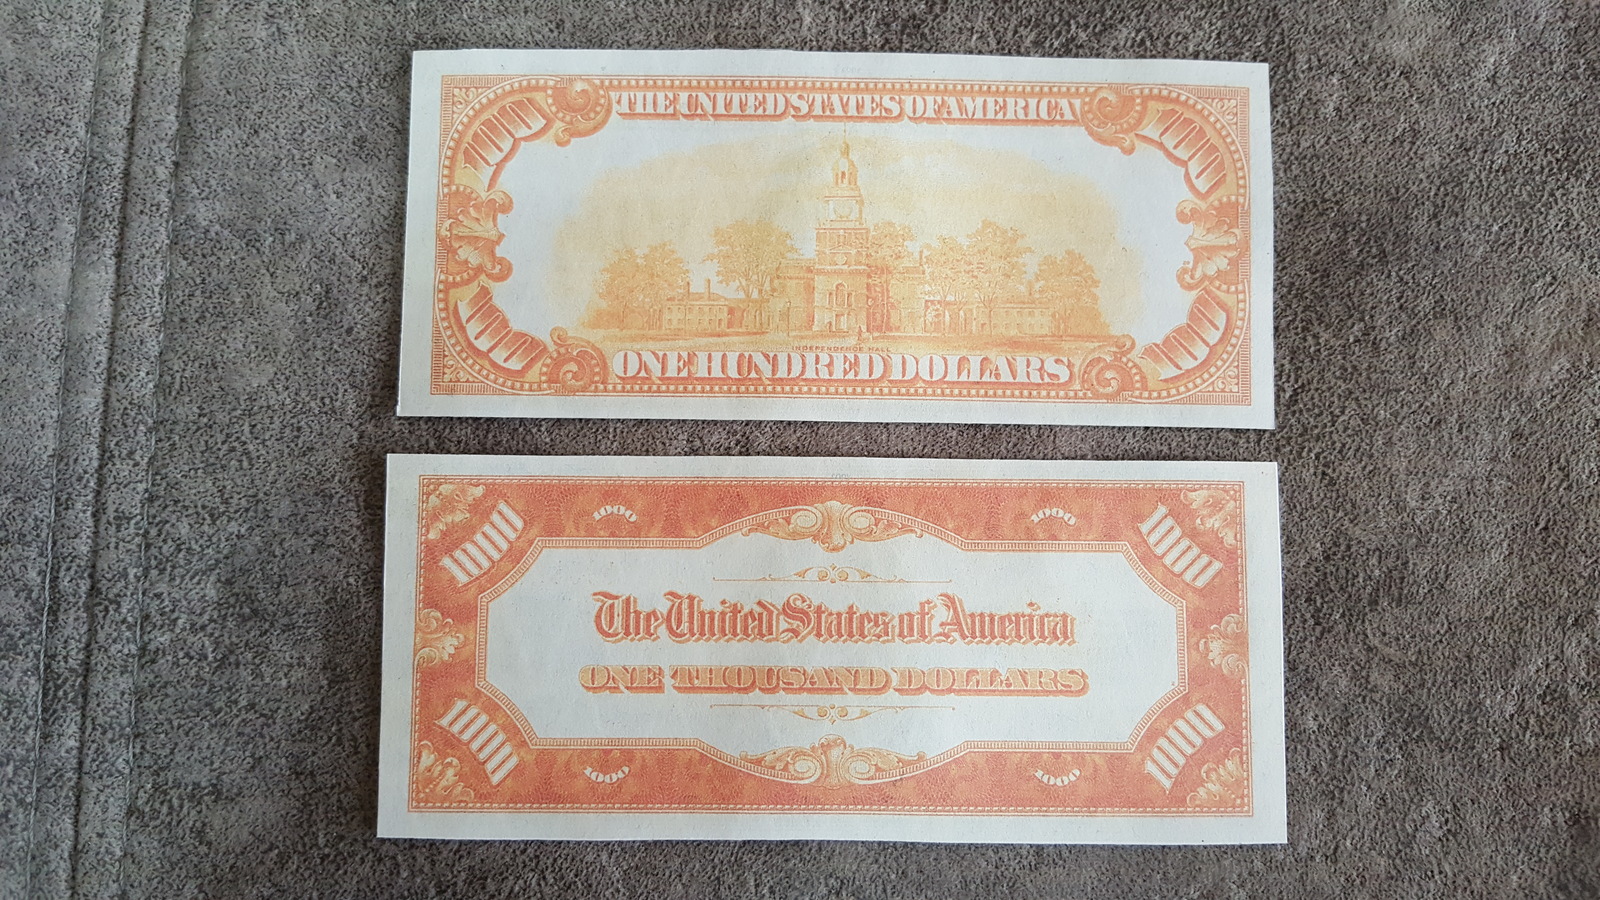 THE UNITED STATES OF AMERICA
100 100
INDEPENDENCE HALL
100 100
ONE HUNDRED DOLLARS
1000 1000 1000 1000
The United States of America
ONE THOUSAND DOLLARS
1000 1000 1000 1000